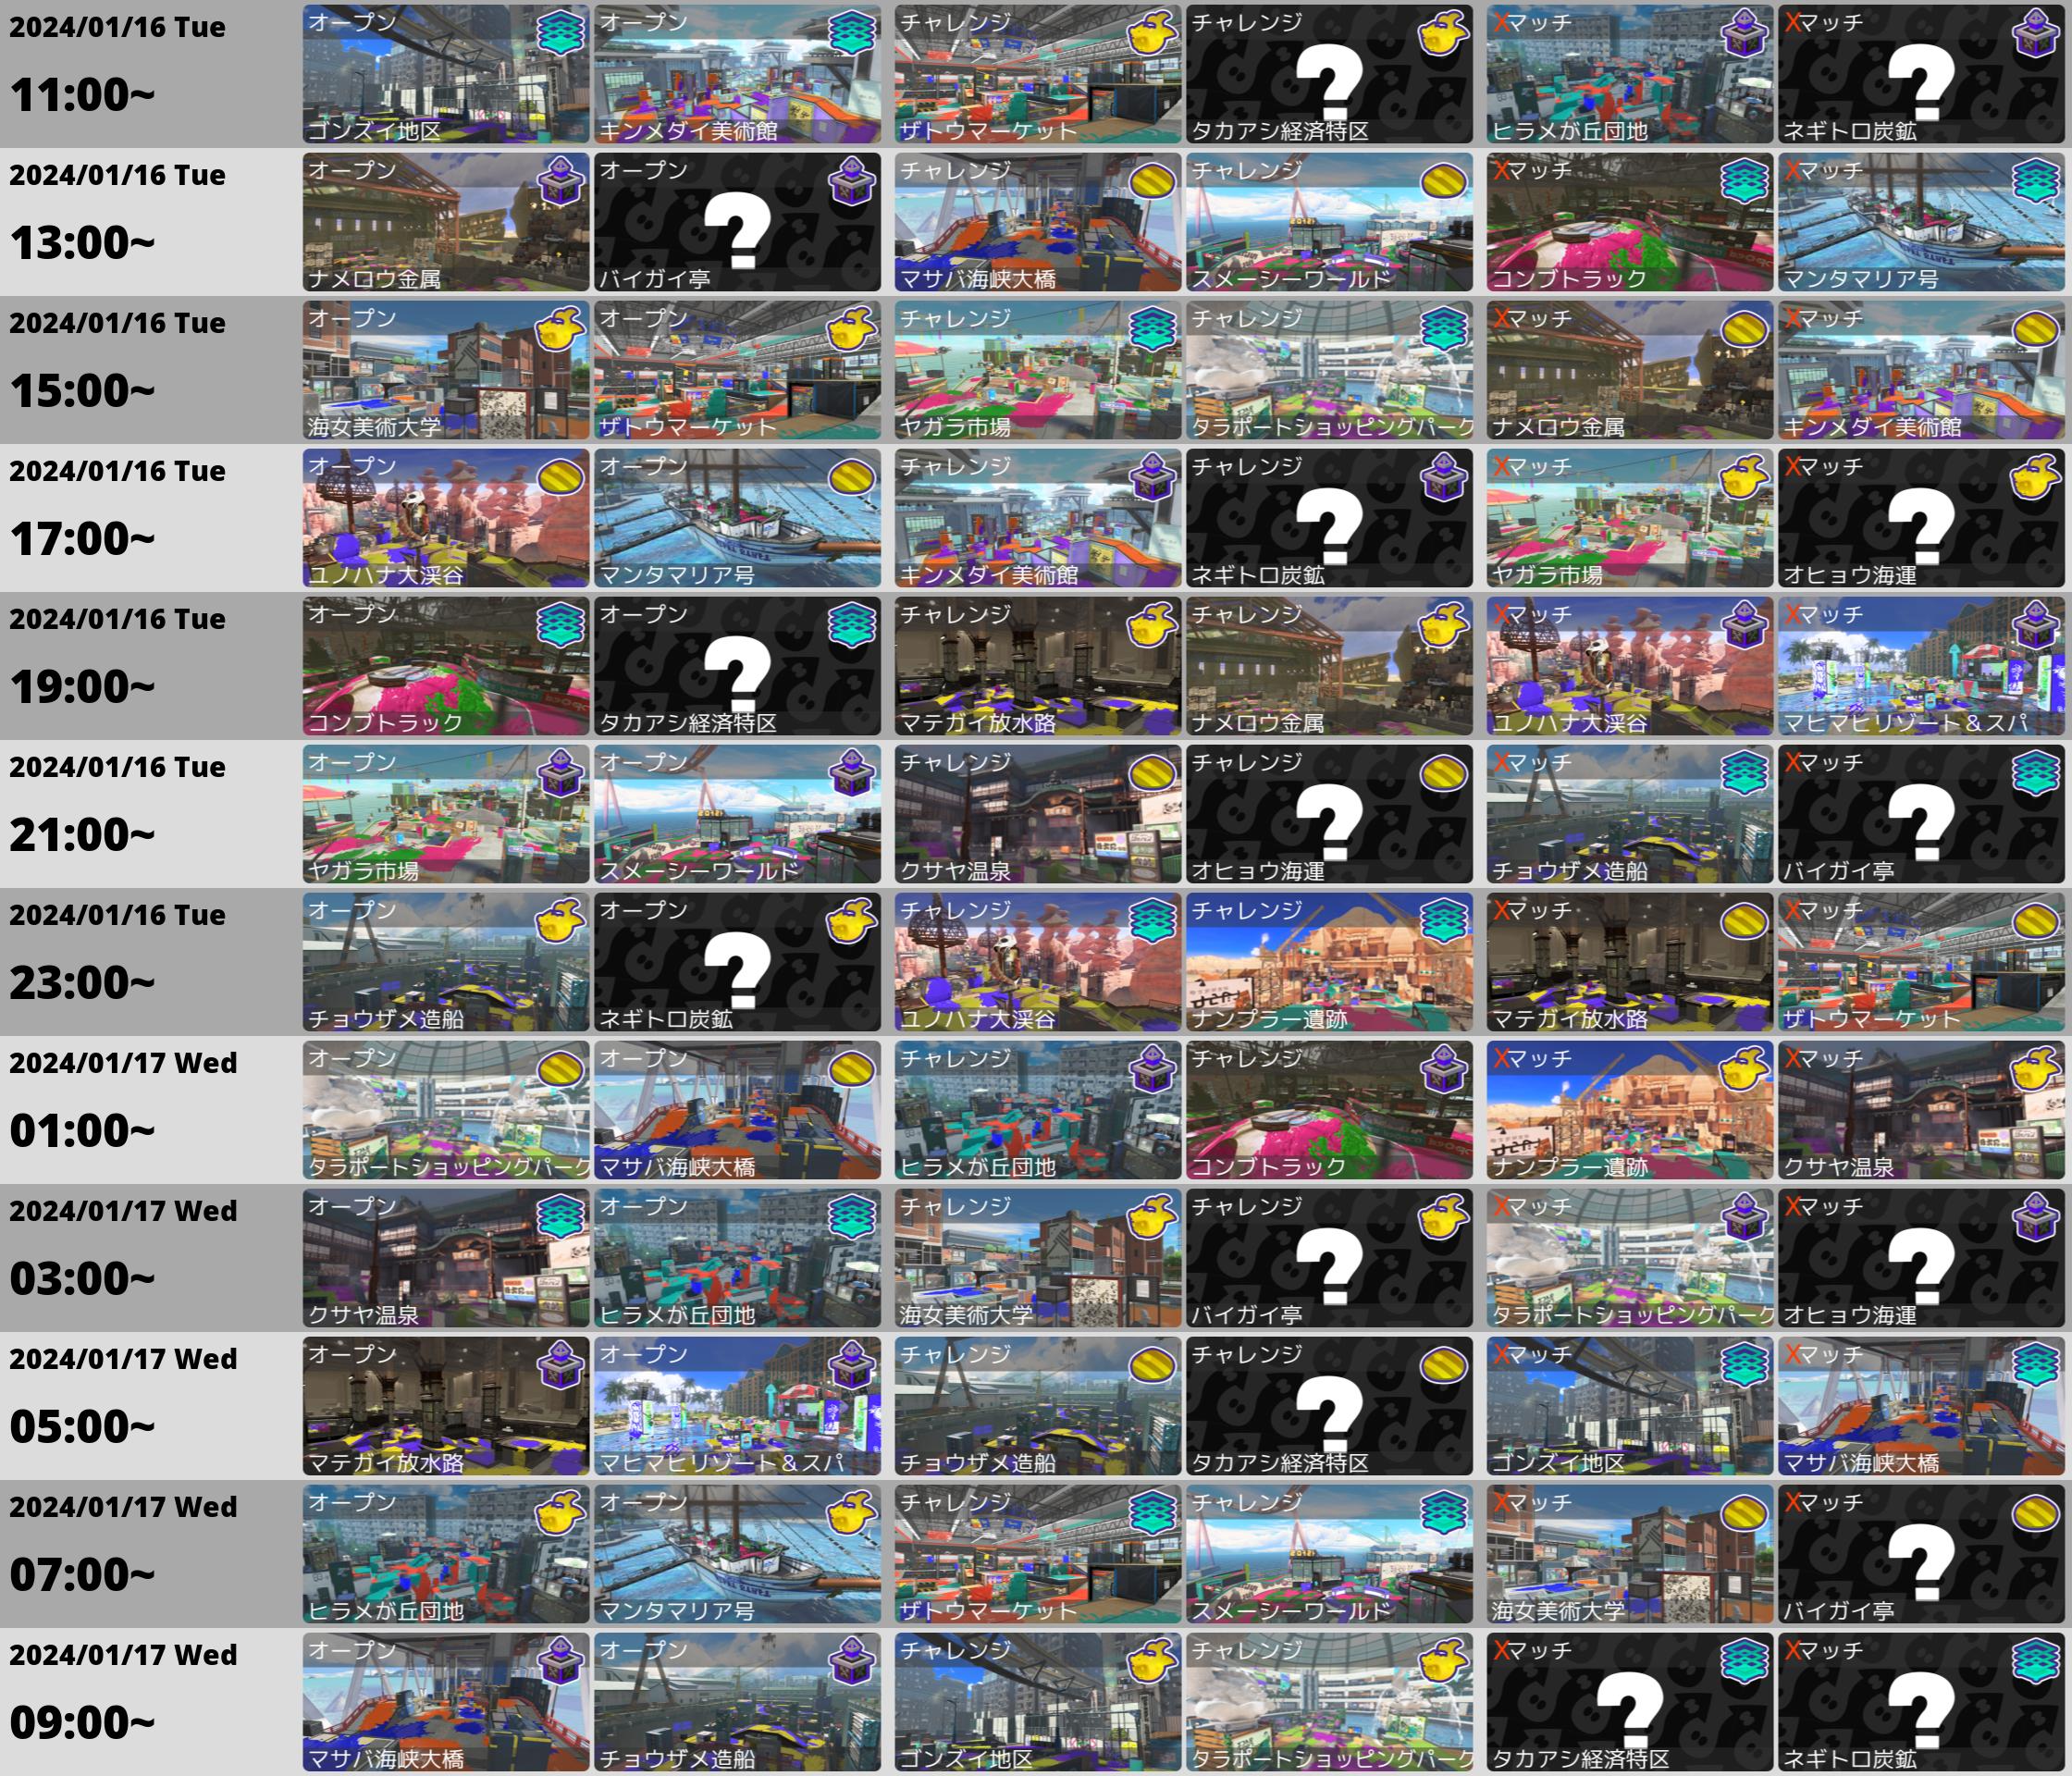 2024/01/16 Tue
11:00~
オープン
ゴンズイ地区
オープン
キンメダイ美術館
チャレンジ
ザトウマーケット
チャレンジ
タカアシ経済特区
Xマッチ
ヒラメが丘団地
Xマッチ
ネギトロ炭鉱
2024/01/16 Tue
13:00~
オープン
ナメロウ金属
オープン
バイガイ亭
チャレンジ
マサバ海峡大橋
チャレンジ
スメーシーワールド
Xマッチ
コンブトラック
Xマッチ
マンタマリア号
2024/01/16 Tue
15:00~
オープン
海女美術大学
オープン
ザトウマーケット
チャレンジ
ヤガラ市場
チャレンジ
タラポートショッピングパーク
Xマッチ
ナメロウ金属
Xマッチ
キンメダイ美術館
2024/01/16 Tue
17:00~
オープン
ユノハナ大渓谷
オープン
マンタマリア号
チャレンジ
キンメダイ美術館
チャレンジ
ネギトロ炭鉱
Xマッチ
ヤガラ市場
Xマッチ
オヒョウ海運
2024/01/16 Tue
19:00~
オープン
コンブトラック
オープン
タカアシ経済特区
チャレンジ
マテガイ放水路
チャレンジ
ナメロウ金属
Xマッチ
ユノハナ大渓谷
Xマッチ
マヒマヒリゾート＆スパ
2024/01/16 Tue
21:00~
オープン
ヤガラ市場
オープン
スメーシーワールド
チャレンジ
クサヤ温泉
チャレンジ
オヒョウ海運
Xマッチ
チョウザメ造船
Xマッチ
バイガイ亭
2024/01/16 Tue
23:00~
オープン
チョウザメ造船
オープン
ネギトロ炭鉱
チャレンジ
ユノハナ大渓谷
チャレンジ
ナンプラー遺跡
Xマッチ
マテガイ放水路
Xマッチ
ザトウマーケット
2024/01/17 Wed
01:00~
オープン
タラポートショッピングパーク
オープン
マサバ海峡大橋
チャレンジ
ヒラメが丘団地
チャレンジ
コンブトラック
Xマッチ
ナンプラー遺跡
Xマッチ
クサヤ温泉
2024/01/17 Wed
03:00~
オープン
クサヤ温泉
オープン
ヒラメが丘団地
チャレンジ
海女美術大学
チャレンジ
バイガイ亭
Xマッチ
タラポートショッピングパーク
Xマッチ
オヒョウ海運
2024/01/17 Wed
05:00~
オープン
マテガイ放水路
オープン
マヒマヒリゾート＆スパ
チャレンジ
チョウザメ造船
チャレンジ
タカアシ経済特区
Xマッチ
ゴンズイ地区
Xマッチ
マサバ海峡大橋
2024/01/17 Wed
07:00~
オープン
ヒラメが丘団地
オープン
マンタマリア号
チャレンジ
ザトウマーケット
チャレンジ
スメーシーワールド
Xマッチ
海女美術大学
Xマッチ
バイガイ亭
2024/01/17 Wed
09:00~
オープン
マサバ海峡大橋
オープン
チョウザメ造船
チャレンジ
ゴンズイ地区
チャレンジ
タラポートショッピングパーク
Xマッチ
タカアシ経済特区
Xマッチ
ネギトロ炭鉱